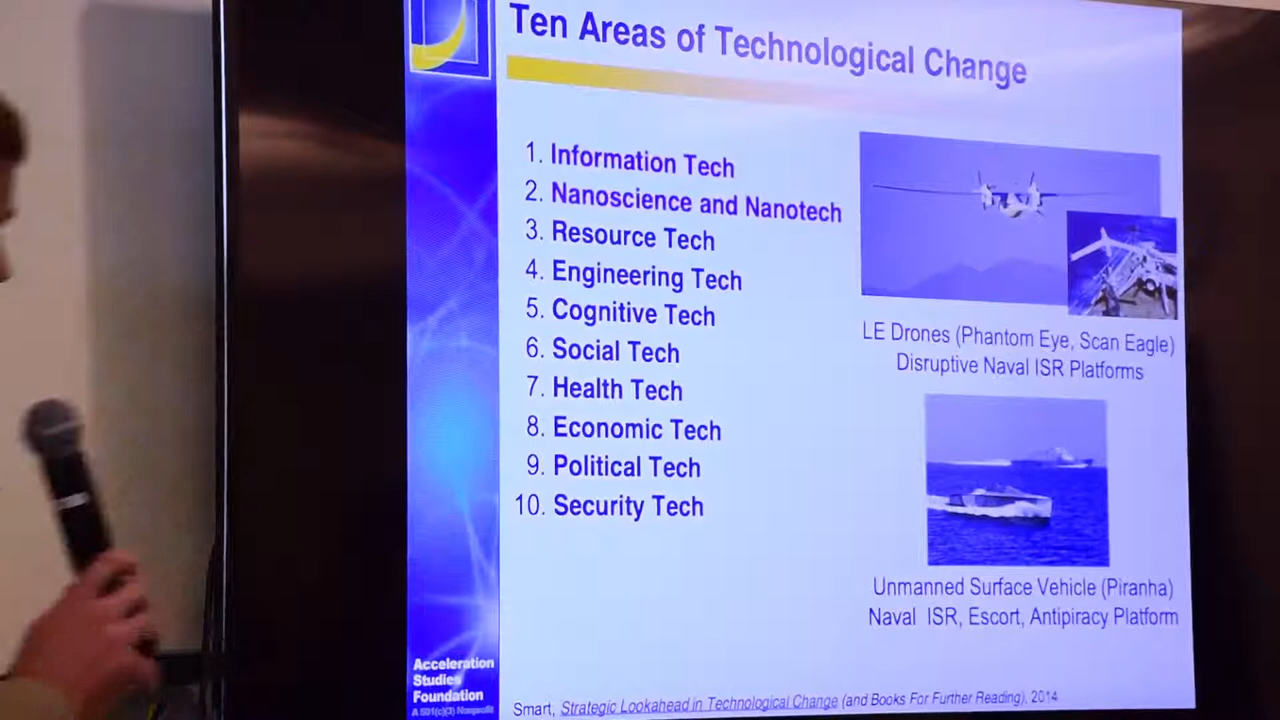 Ten Areas of Technological Change
1. Information Tech
2. Nanoscience and Nanotech
3. Resource Tech
4. Engineering Tech
5. Cognitive Tech
6. Social Tech
7. Health Tech
8. Economic Tech
9. Political Tech
10. Security Tech
LE Drones (Phantom Eye, Scan Eagle)
Disruptive Naval ISR Platforms
Unmanned Surface Vehicle (Piranha)
Naval ISR, Escort, Antipiracy Platform
Acceleration
Studies
Foundation
A 501(c)(3) Nonprofit
Smart, Strategic Lookahead in Technological Change (and Books For Further Reading), 2014